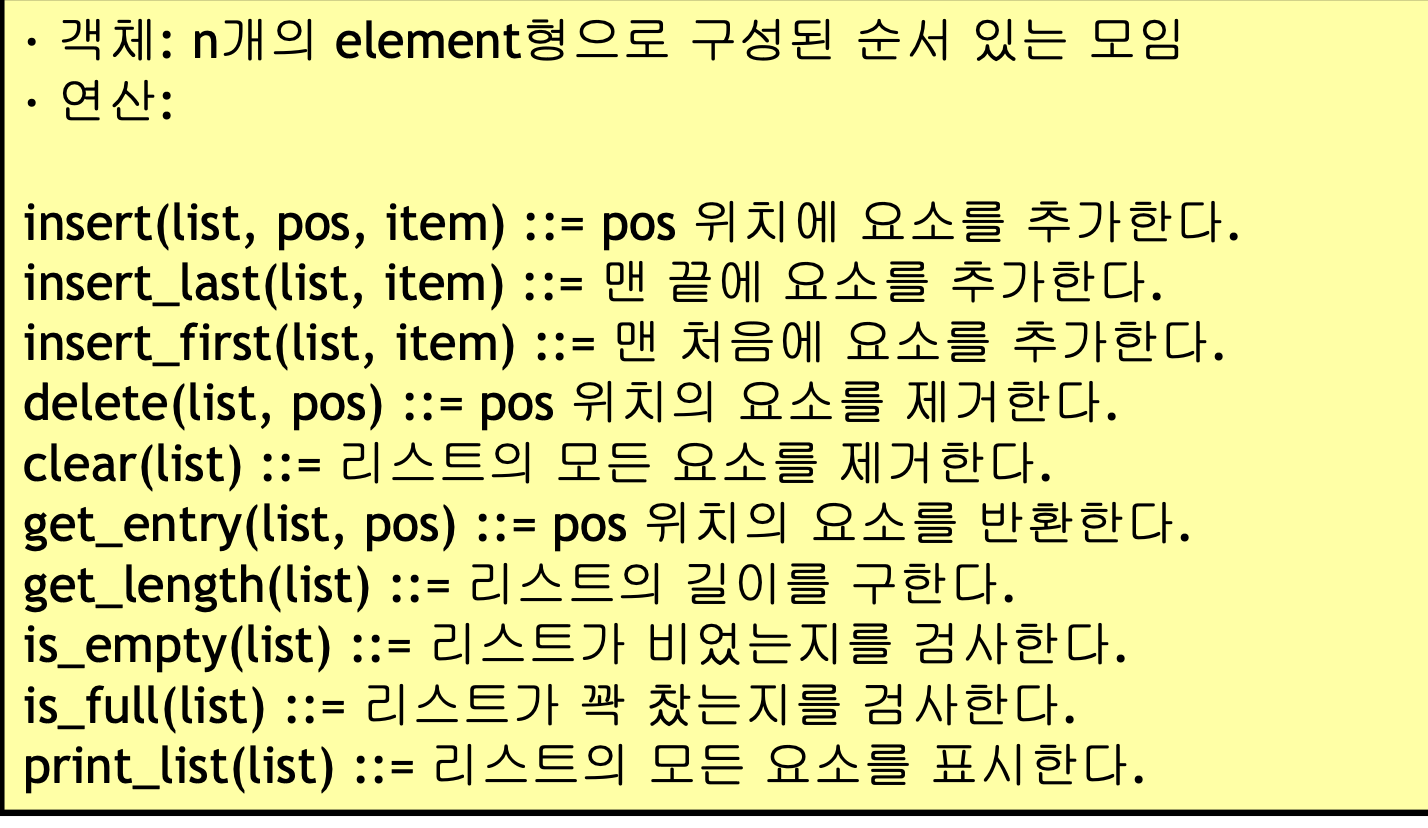 · 객체: n개의 element형으로 구성된 순서 있는 모임
· 연산:
insert(list, pos, item) ::= pos 위치에 요소를 추가한다.
insert_last(list, item) ::= 맨 끝에 요소를 추가한다.
insert_first(list, item) ::= 맨 처음에 요소를 추가한다.
delete(list, pos) ::= pos 위치의 요소를 제거한다.
clear(list) ::= 리스트의 모든 요소를 제거한다.
get_entry(list, pos) ::= pos 위치의 요소를 반환한다.
get_length(list) ::= 리스트의 길이를 구한다.
is_empty(list) ::= 리스트가 비었는지를 검사한다.
is_full(list) ::= 리스트가 꽉 찼는지를 검사한다.
print_list(list) ::= 리스트의 모든 요소를 표시한다.